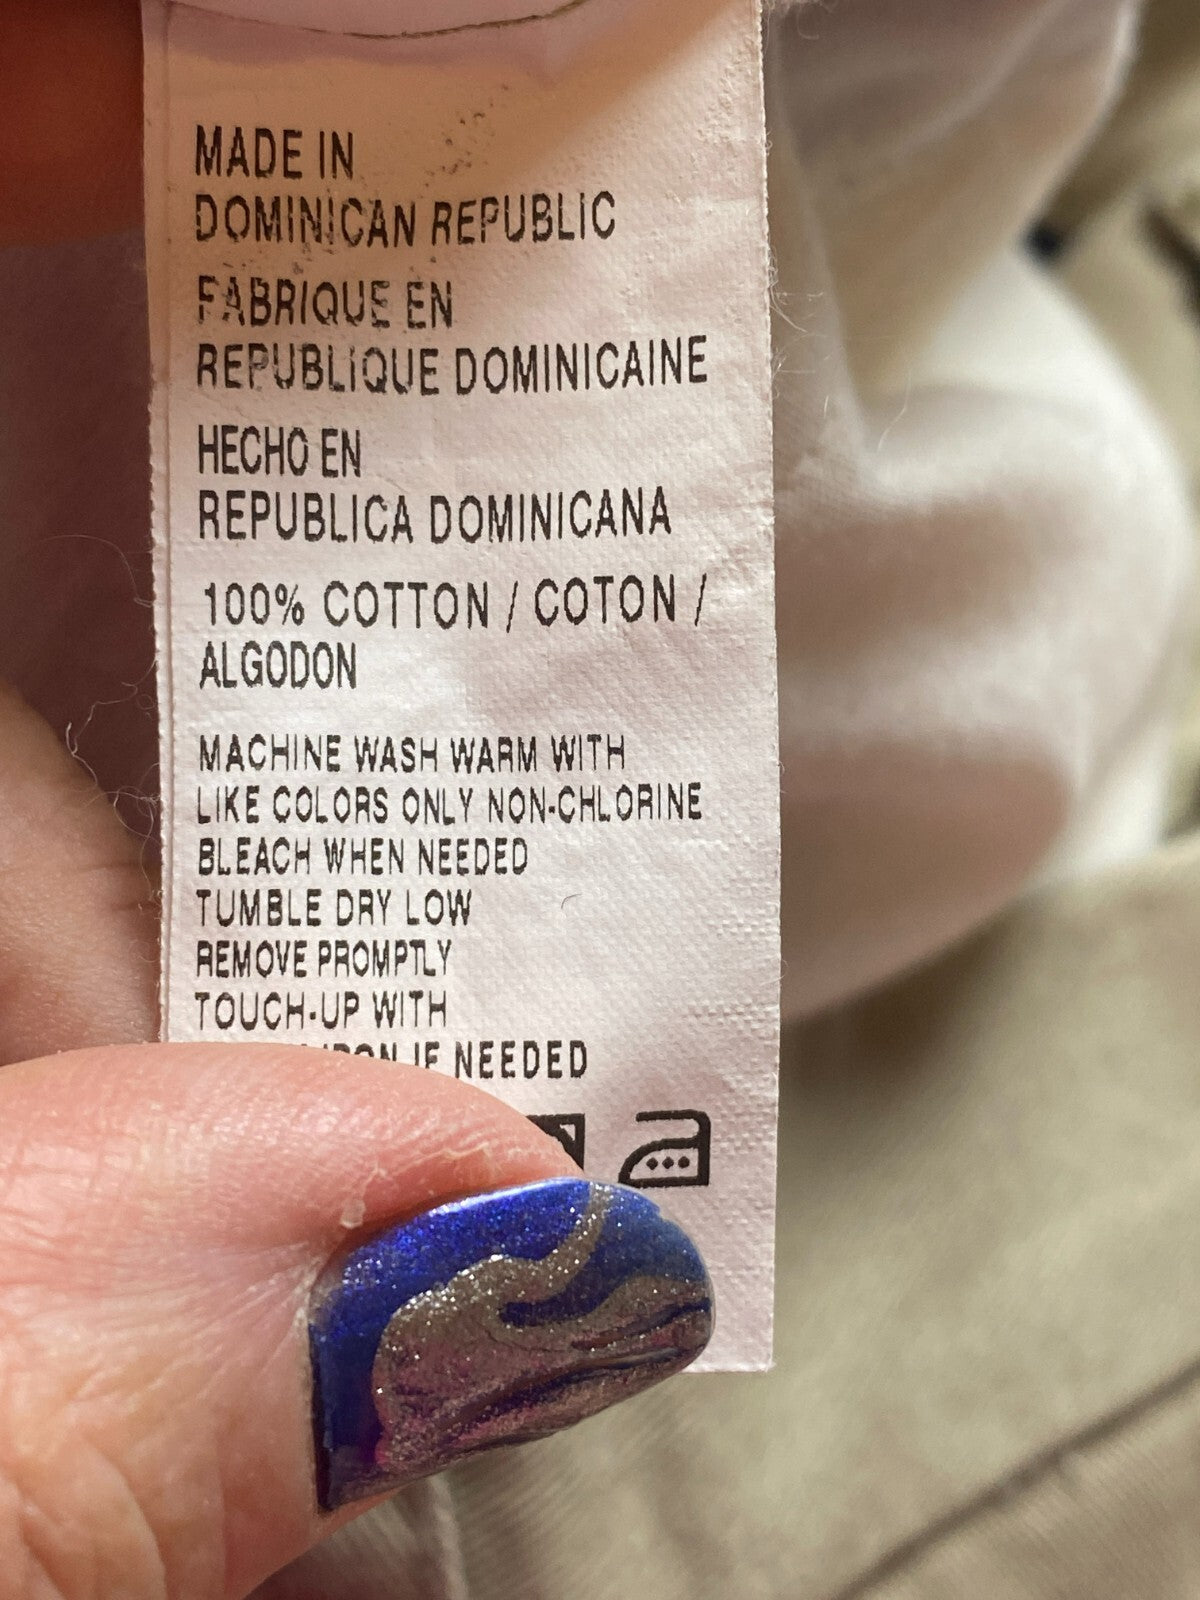 MADE IN
DOMINICAN REPUBLIC
FABRIQUE EN
REPUBLIQUE DOMINICAINE
HECHO EN
REPUBLICA DOMINICANA
100% COTTON / COTON /
ALGODON
MACHINE WASH WARM WITH
LIKE COLORS ONLY NON-CHLORINE
BLEACH WHEN NEEDED
TUMBLE DRY LOW
REMOVE PROMPTLY
TOUCH-UP WITH
IRON IF NEEDED